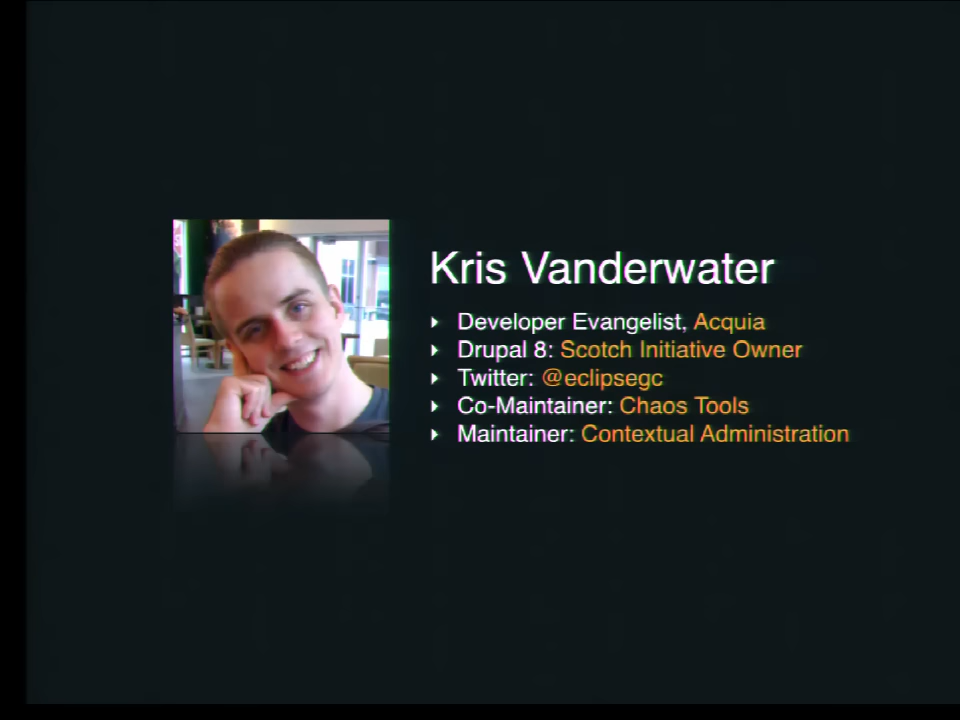 Kris Vanderwater
Developer Evangelist, Acquia
Drupal 8: Scotch Initiative Owner
Twitter: @eclipsegc
Co-Maintainer: Chaos Tools
Maintainer: Contextual Administration